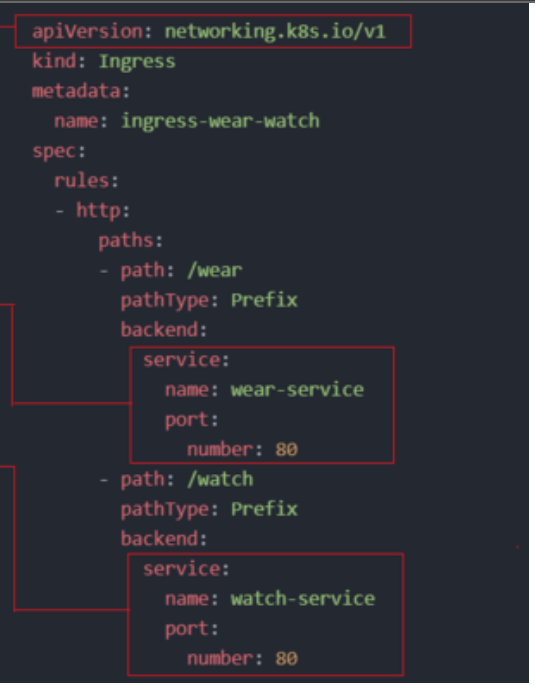 apiVersion: networking.k8s.io/v1
kind: Ingress
metadata:
  name: ingress-wear-watch
spec:
  rules:
  - http:
      paths:
      - path: /wear
        pathType: Prefix
        backend:
          service:
            name: wear-service
            port:
              number: 80
      - path: /watch
        pathType: Prefix
        backend:
          service:
            name: watch-service
            port:
              number: 80